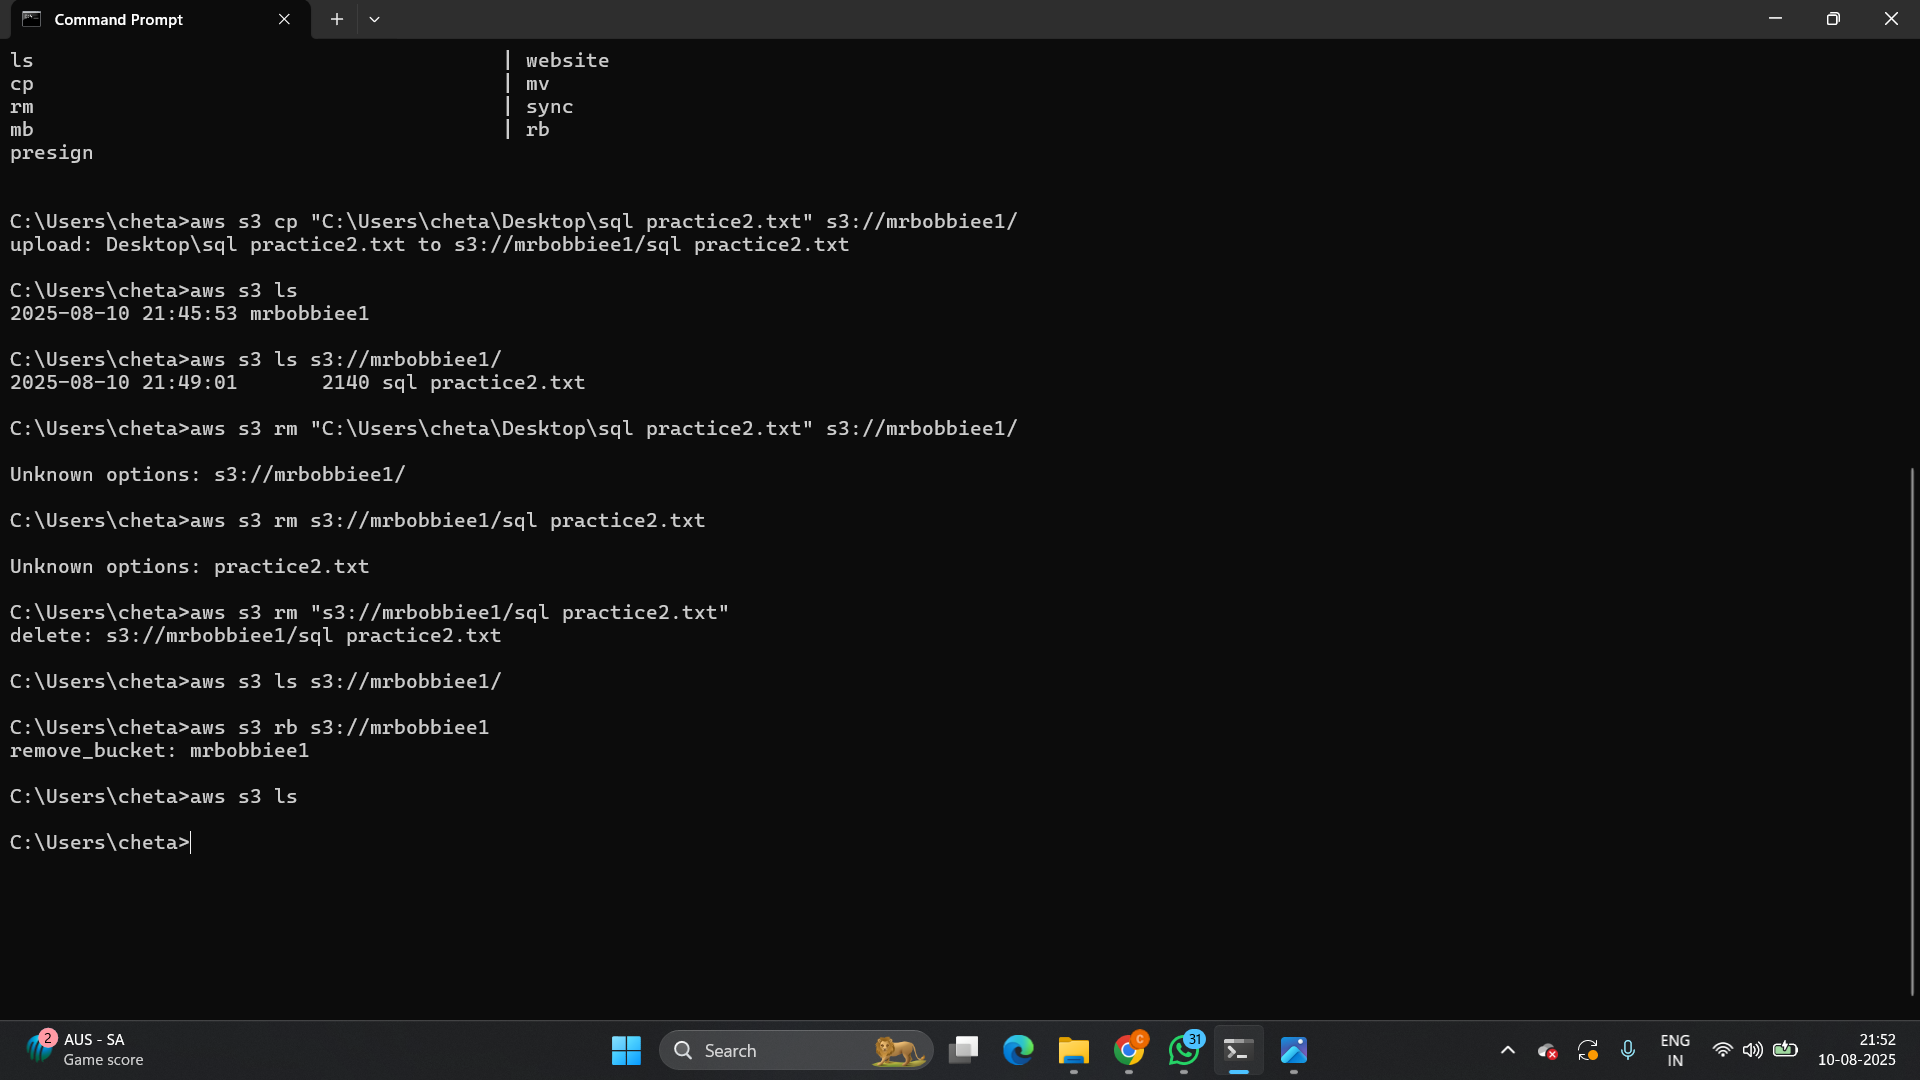 Command Prompt
ls | website
cp | mv
rm | sync
mb | rb
presign
C:\Users\cheta>aws s3 cp "C:\Users\cheta\Desktop\sql practice2.txt" s3://mrbobbiee1/
upload: Desktop\sql practice2.txt to s3://mrbobbiee1/sql practice2.txt
C:\Users\cheta>aws s3 ls
2025-08-10 21:45:53 mrbobbiee1
C:\Users\cheta>aws s3 ls s3://mrbobbiee1/
2025-08-10 21:49:01       2140 sql practice2.txt
C:\Users\cheta>aws s3 rm "C:\Users\cheta\Desktop\sql practice2.txt" s3://mrbobbiee1/
Unknown options: s3://mrbobbiee1/
C:\Users\cheta>aws s3 rm s3://mrbobbiee1/sql practice2.txt
Unknown options: practice2.txt
C:\Users\cheta>aws s3 rm "s3://mrbobbiee1/sql practice2.txt"
delete: s3://mrbobbiee1/sql practice2.txt
C:\Users\cheta>aws s3 ls s3://mrbobbiee1/
C:\Users\cheta>aws s3 rb s3://mrbobbiee1
remove_bucket: mrbobbiee1
C:\Users\cheta>aws s3 ls
C:\Users\cheta>
2
AUS - SA
Game score
Search
C
31
ENG
IN
21:52
10-08-2025